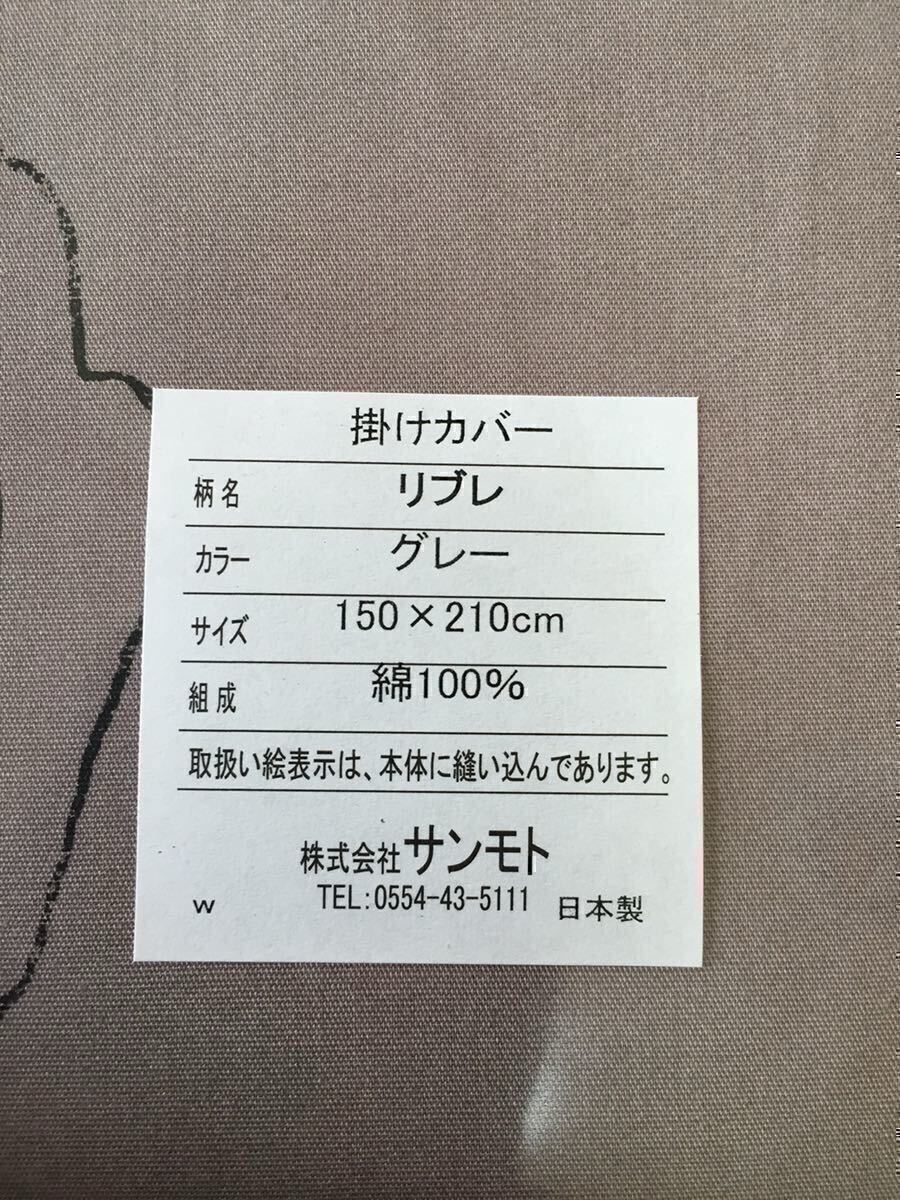 掛けカバー
柄名 リブレ
カラー グレー
サイズ 150×210cm
組成 綿100%
取扱い絵表示は、本体に縫い込んであります。
株式会社 サンモト
TEL:0554-43-5111
w 日本製